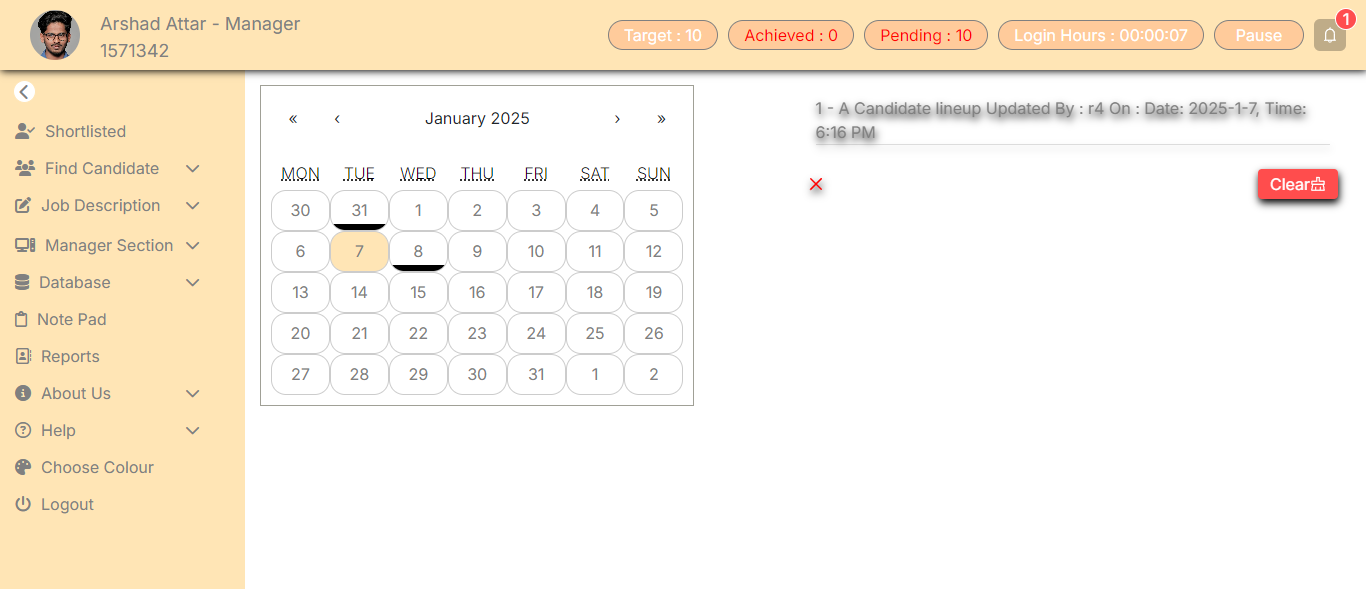 Arshad Attar - Manager
1571342
Target : 10
Achieved : 0
Pending : 10
Login Hours : 00:00:07
Pause
1
Shortlisted
Find Candidate
Job Description
Manager Section
Database
Note Pad
Reports
About Us
Help
Choose Colour
Logout
« ‹ January 2025 › »
MON TUE WED THU FRI SAT SUN
30 31 1 2 3 4 5
6 7 8 9 10 11 12
13 14 15 16 17 18 19
20 21 22 23 24 25 26
27 28 29 30 31 1 2
1 - A Candidate lineup Updated By : r4 On : Date: 2025-1-7, Time:
6:16 PM
Clear